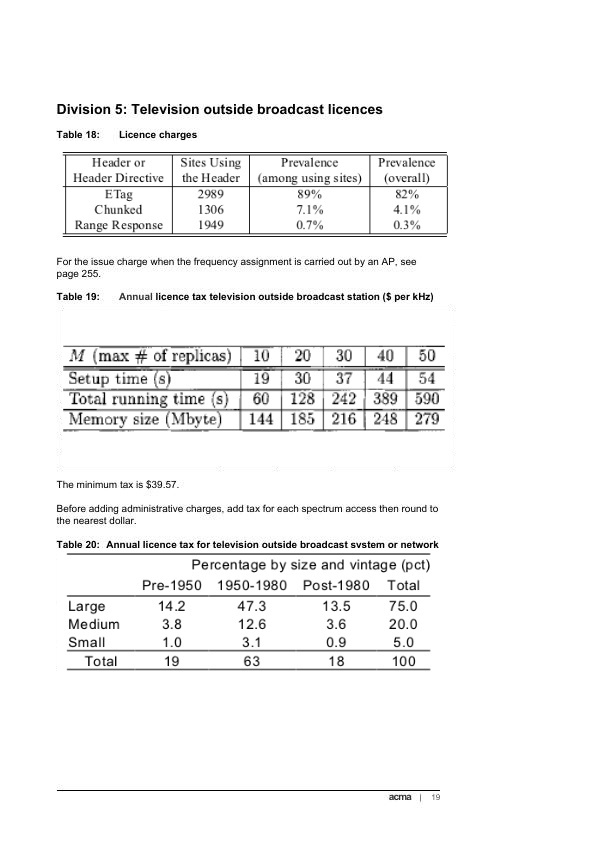 Division 5: Television outside broadcast licences
Table 18: Licence charges
Header or Sites Using Prevalence Prevalence
Header Directive the Header (among using sites) (overall)
ETag 2989 89% 82%
Chunked 1306 7.1% 4.1%
Range Response 1949 0.7% 0.3%
For the issue charge when the frequency assignment is carried out by an AP, see
page 255.
Table 19: Annual licence tax television outside broadcast station ($ per kHz)
M (max # of replicas) 10 20 30 40 50
Setup time (s) 19 30 37 44 54
Total running time (s) 60 128 242 389 590
Memory size (Mbyte) 144 185 216 248 279
The minimum tax is $39.57.
Before adding administrative charges, add tax for each spectrum access then round to
the nearest dollar.
Table 20: Annual licence tax for television outside broadcast system or network
Percentage by size and vintage (pct)
Pre-1950 1950-1980 Post-1980 Total
Large 14.2 47.3 13.5 75.0
Medium 3.8 12.6 3.6 20.0
Small 1.0 3.1 0.9 5.0
Total 19 63 18 100
acma | 19